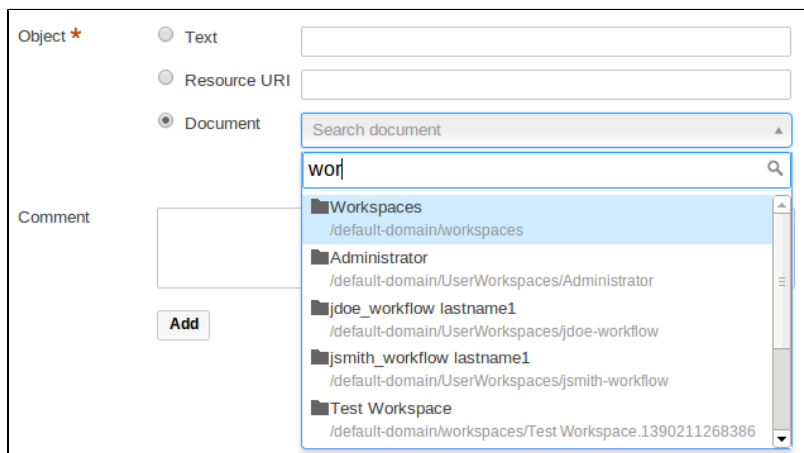 Object *
Text
Resource URI
Document
Search document
wor
Workspaces
/default-domain/workspaces
Comment
Administrator
/default-domain/UserWorkspaces/Administrator
jdoe_workflow lastname1
/default-domain/UserWorkspaces/jdoe-workflow
Add
jsmith_workflow lastname1
/default-domain/UserWorkspaces/jsmith-workflow
Test Workspace
/default-domain/workspaces/Test Workspace.1390211268386